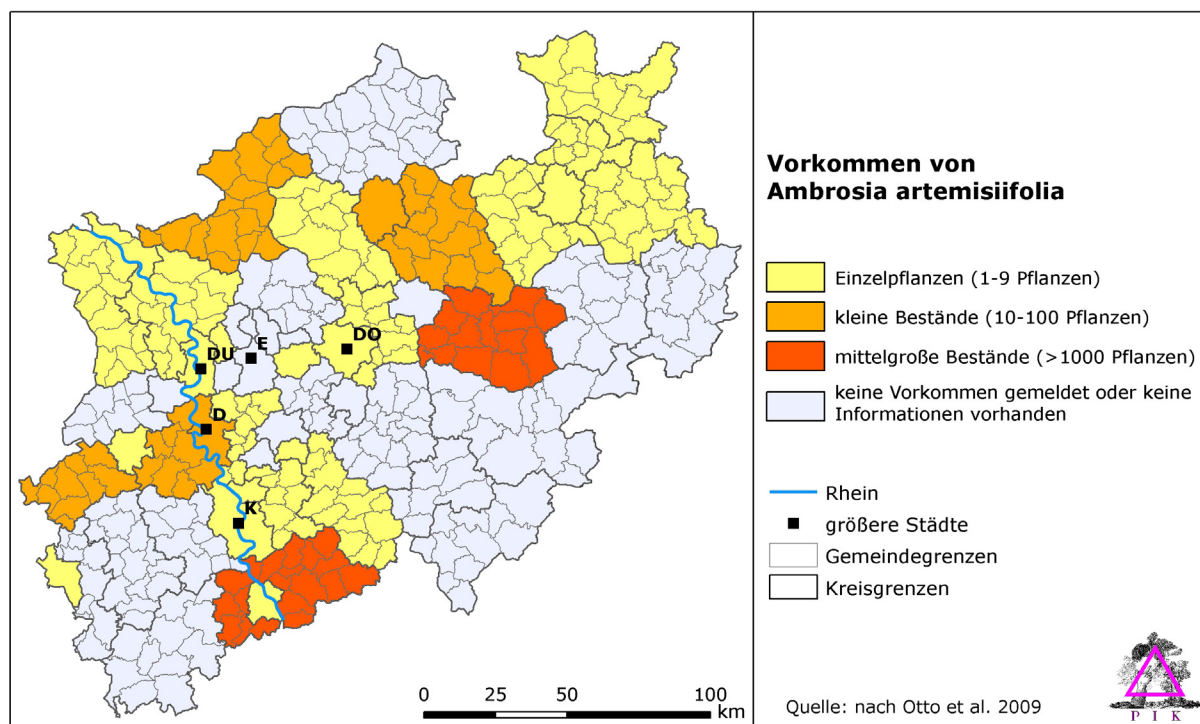 Vorkommen von
Ambrosia artemisiifolia
Einzelpflanzen (1-9 Pflanzen)
kleine Bestände (10-100 Pflanzen)
mittelgroße Bestände (>1000 Pflanzen)
keine Vorkommen gemeldet oder keine
Informationen vorhanden
Rhein
größere Städte
Gemeindegrenzen
Kreisgrenzen
DO
E
DU
D
K
0 25 50 100
km
Quelle: nach Otto et al. 2009
P I K